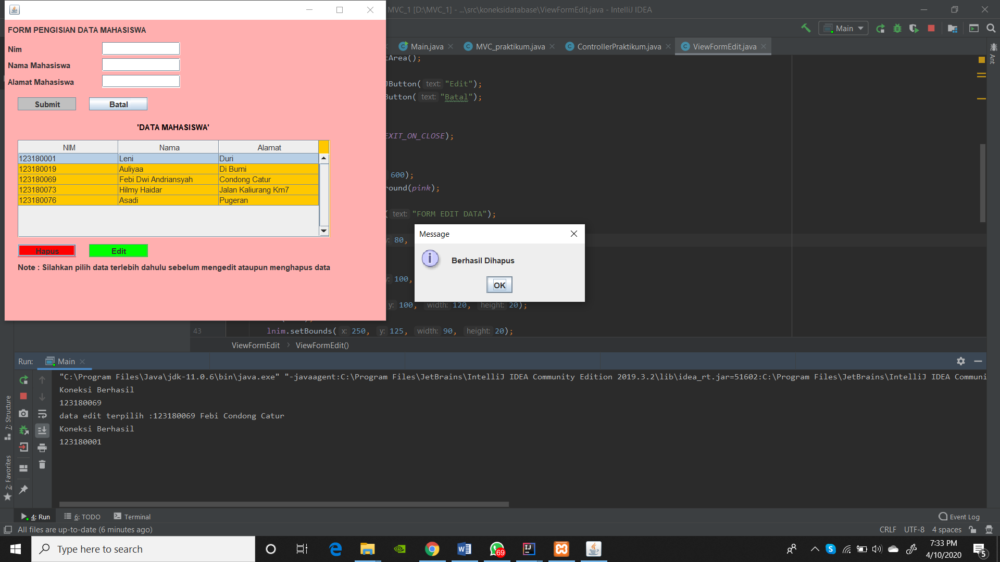 MVC_1 [D:\MVC_1] - ...\src\koneksidatabase\ViewFormEdit.java - IntelliJ IDEA
Main
Main.java
MVC_praktikum.java
ControllerPraktikum.java
ViewFormEdit.java
Ant
FORM PENGISIAN DATA MAHASISWA
Nim
Nama Mahasiswa
Alamat Mahasiswa
Submit
Batal
'DATA MAHASISWA'
NIM Nama Alamat
123180001 Leni Duri
123180019 Auliyaa Di Bumi
123180069 Febi Dwi Andriansyah Condong Catur
123180073 Hilmy Haidar Jalan Kaliurang Km7
123180076 Asadi Pugeran
Hapus
Edit
Note : Silahkan pilih data terlebih dahulu sebelum mengedit ataupun menghapus data
tArea();
JButton( text: "Edit");
Button( text: "Batal");
EXIT_ON_CLOSE);
600);
round(pink);
( text: "FORM EDIT DATA");
y: 80,
y: 100,
y: 100, width: 120, height: 20);
43 lnim.setBounds( x: 250, y: 125, width: 90, height: 20);
Message
Berhasil Dihapus
OK
ViewFormEdit › ViewFormEdit()
Run: Main
"C:\Program Files\Java\jdk-11.0.6\bin\java.exe" "-javaagent:C:\Program Files\JetBrains\IntelliJ IDEA Community Edition 2019.3.2\lib\idea_rt.jar=51602:C:\Program Files\JetBrains\IntelliJ IDEA Communi
Koneksi Berhasil
123180069
data edit terpilih :123180069 Febi Condong Catur
Koneksi Berhasil
123180001
7: Structure
2: Favorites
4: Run
6: TODO
Terminal
Event Log
All files are up-to-date (6 minutes ago)
CRLF UTF-8 4 spaces
Type here to search
69
7:33 PM
4/10/2020
5